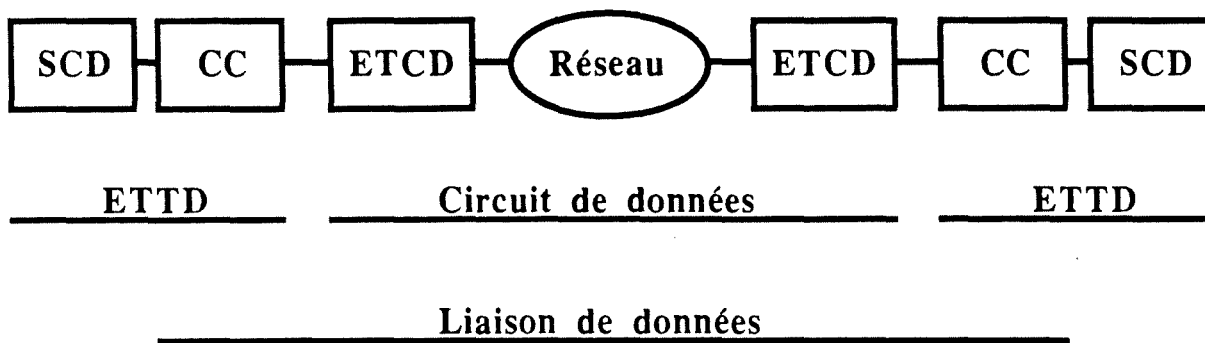 SCD CC ETCD Réseau ETCD CC SCD
ETTD Circuit de données ETTD
Liaison de données